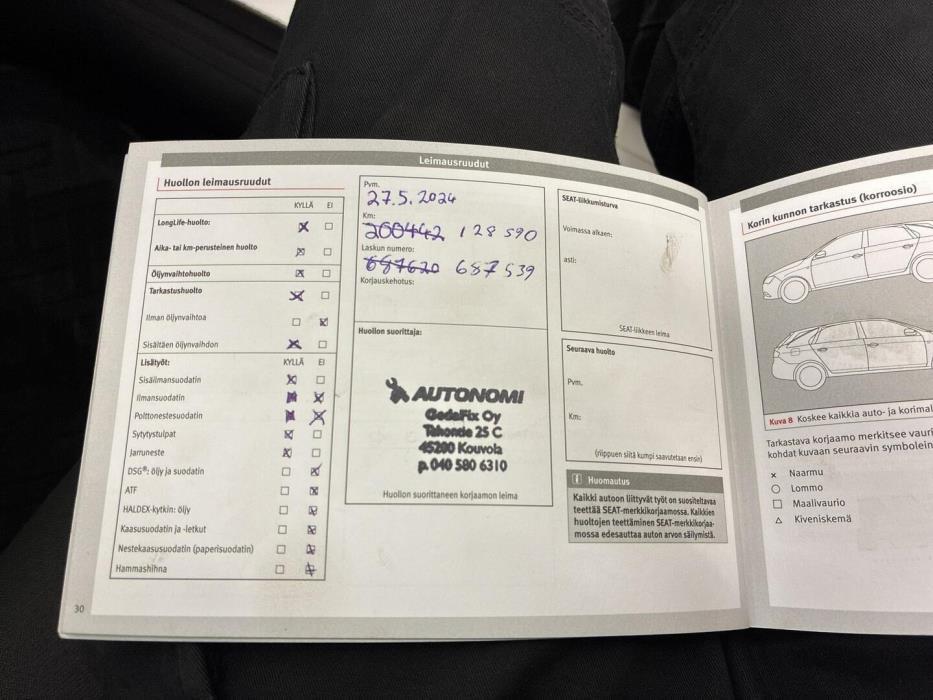 Leimausruudut
Huollon leimausruudut
KYLLÄ EI
LongLife-huolto:
Aika- tai km-perusteinen huolto
Öljynvaihtohuolto
Tarkastushuolto
Ilman öljynvaihtoa
Sisältäen öljynvaihdon
Lisätyöt: KYLLÄ EI
Sisäilmansuodatin
Ilmansuodatin
Polttonestesuodatin
Sytytystulpat
Jarruneste
DSG®: öljy ja suodatin
ATF
HALDEX-kytkin: öljy
Kaasusuodatin ja -letkut
Nestekaasusuodatin (paperisuodatin)
Hammashihna
30
Pvm.
27.5.2024
Km:
200442 128 590
Laskun numero:
687620 687539
Korjauskehotus:
Huollon suorittaja:
AUTONOMI
GedeFix Oy
Tehontie 25 C
45200 Kouvola
p.040 580 6310
Huollon suorittaneen korjaamon leima
SEAT-liikkumisturva
Voimassa alkaen:
asti:
SEAT-liikkeen leima
Seuraava huolto
Pvm.
Km:
(riippuen siitä kumpi saavutetaan ensin)
i Huomautus
Kaikki autoon liittyvät työt on suositeltavaa
teettää SEAT-merkkikorjaamossa. Kaikkien
huoltojen teettäminen SEAT-merkkikorjaa-
mossa edesauttaa auton arvon säilymistä.
Korin kunnon tarkastus (korroosio)
Kuva 8 Koskee kaikkia auto- ja korimal
Tarkastava korjaamo merkitsee vauri
kohdat kuvaan seuraavin symbolein
× Naarmu
○ Lommo
□ Maalivaurio
△ Kiveniskemä